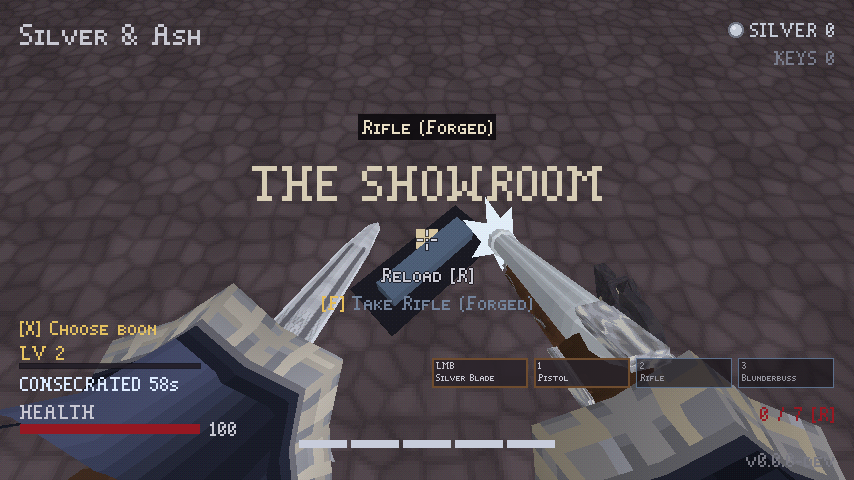 Silver & Ash
SILVER 0
KEYS 0
Rifle (Forged)
THE SHOWROOM
Reload [R]
Take Rifle (Forged)
[X] Choose boon
LV 2
CONSECRATED 58s
HEALTH
100
LMB
Silver Blade
1
Pistol
2
Rifle
3
Blunderbuss
0 / 7 [R]